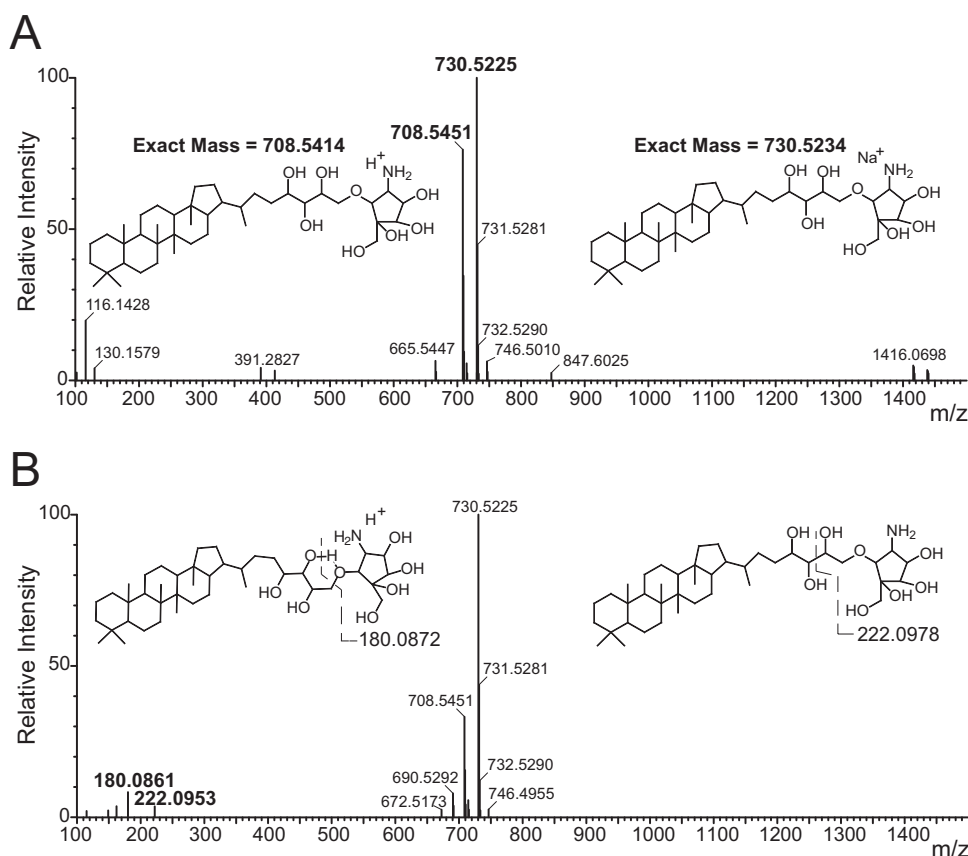 A
730.5225
100
708.5451
Exact Mass = 708.5414
Exact Mass = 730.5234
H+
NH2
OH
OH
O
OH
OH
OH
OH
HO
Na+
NH2
OH
OH
O
OH
OH
OH
OH
HO
Relative Intensity
50
731.5281
116.1428
732.5290
130.1579
391.2827
665.5447
746.5010
847.6025
1416.0698
0
100 200 300 400 500 600 700 800 900 1000 1100 1200 1300 1400
m/z
B
730.5225
100
H+
H2N
OH
O
H
O
OH
OH
HO
HO
HO
180.0872
OH
OH
NH2
O
OH
OH
OH
OH
HO
222.0978
Relative Intensity
50
731.5281
708.5451
180.0861
690.5292
732.5290
222.0953
672.5173
746.4955
0
100 200 300 400 500 600 700 800 900 1000 1100 1200 1300 1400
m/z